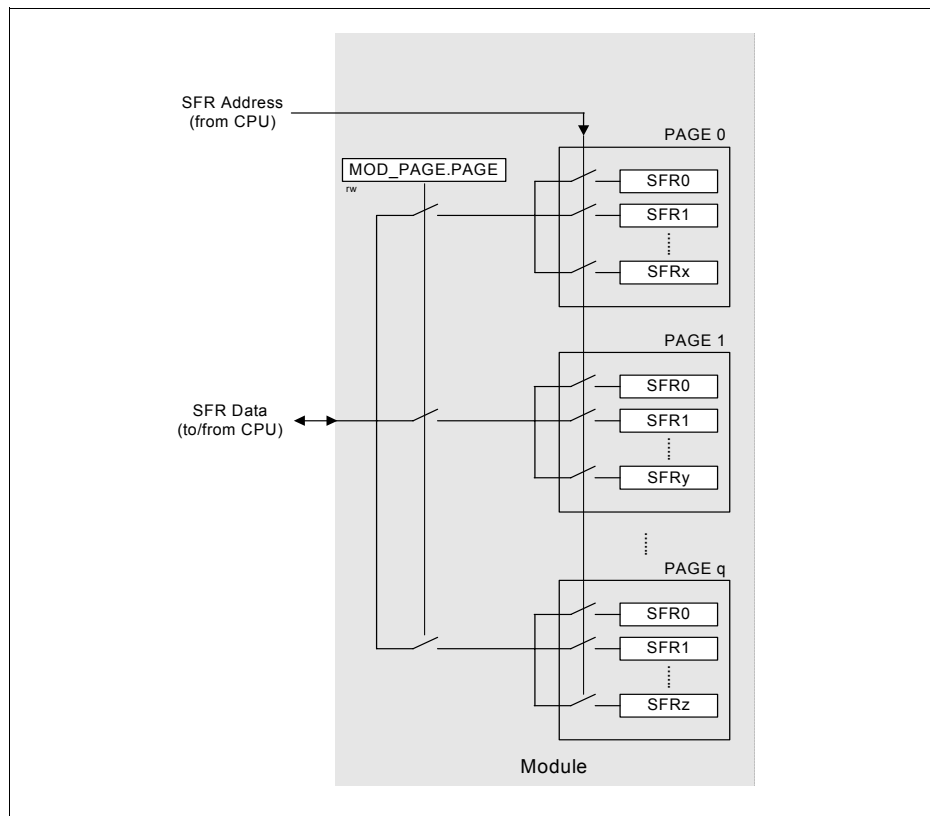 SFR Address
(from CPU)
PAGE 0
MOD_PAGE.PAGE
rw
SFR0
SFR1
SFRx
PAGE 1
SFR0
SFR Data
(to/from CPU)
SFR1
SFRy
PAGE q
SFR0
SFR1
SFRz
Module